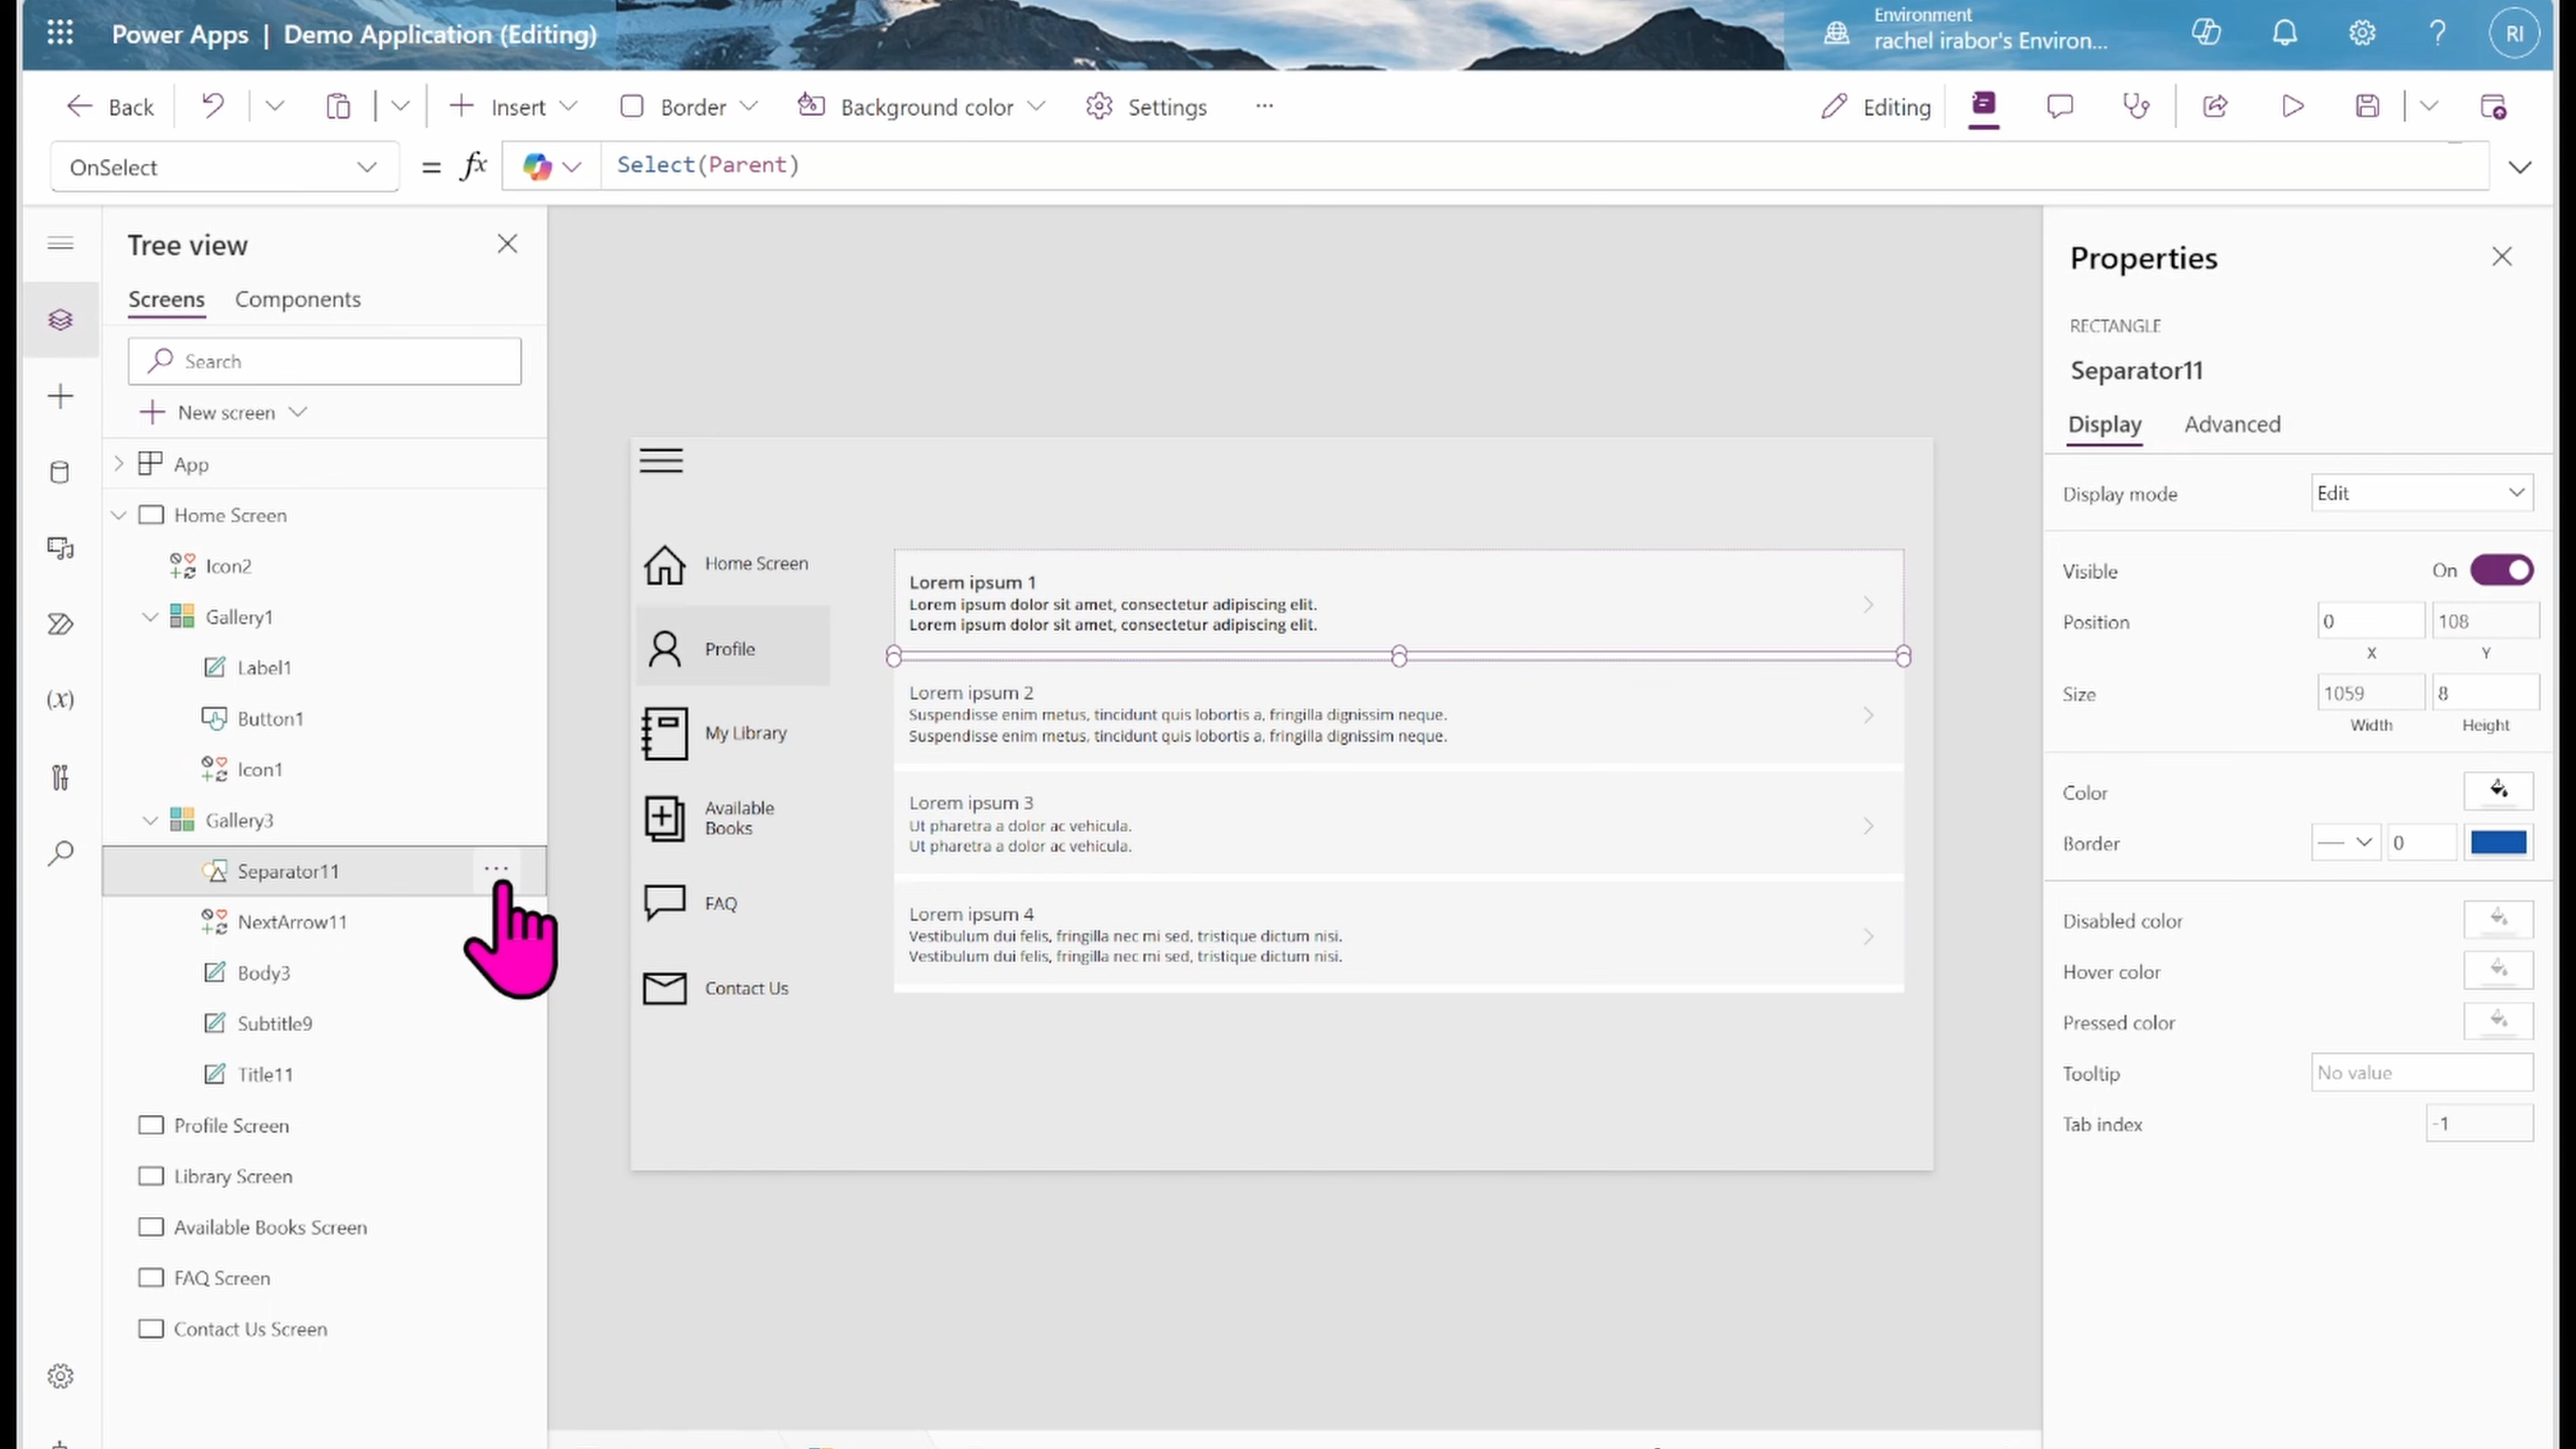 Power Apps | Demo Application (Editing)
Environment
rachel irabor's Environ...
RI
Back
Insert
Border
Background color
Settings
...
Editing
OnSelect
= fx
Select(Parent)
Tree view
Screens
Components
Search
New screen
App
Home Screen
Icon2
Gallery1
Label1
Button1
Icon1
Gallery3
Separator11
...
NextArrow11
Body3
Subtitle9
Title11
Profile Screen
Library Screen
Available Books Screen
FAQ Screen
Contact Us Screen
(x)
Home Screen
Profile
My Library
Available
Books
FAQ
Contact Us
Lorem ipsum 1
Lorem ipsum dolor sit amet, consectetur adipiscing elit.
Lorem ipsum dolor sit amet, consectetur adipiscing elit.
Lorem ipsum 2
Suspendisse enim metus, tincidunt quis lobortis a, fringilla dignissim neque.
Suspendisse enim metus, tincidunt quis lobortis a, fringilla dignissim neque.
Lorem ipsum 3
Ut pharetra a dolor ac vehicula.
Ut pharetra a dolor ac vehicula.
Lorem ipsum 4
Vestibulum dui felis, fringilla nec mi sed, tristique dictum nisi.
Vestibulum dui felis, fringilla nec mi sed, tristique dictum nisi.
Properties
RECTANGLE
Separator11
Display
Advanced
Display mode
Edit
Visible
On
Position
0
108
X
Y
Size
1059
8
Width
Height
Color
Border
0
Disabled color
Hover color
Pressed color
Tooltip
No value
Tab index
-1